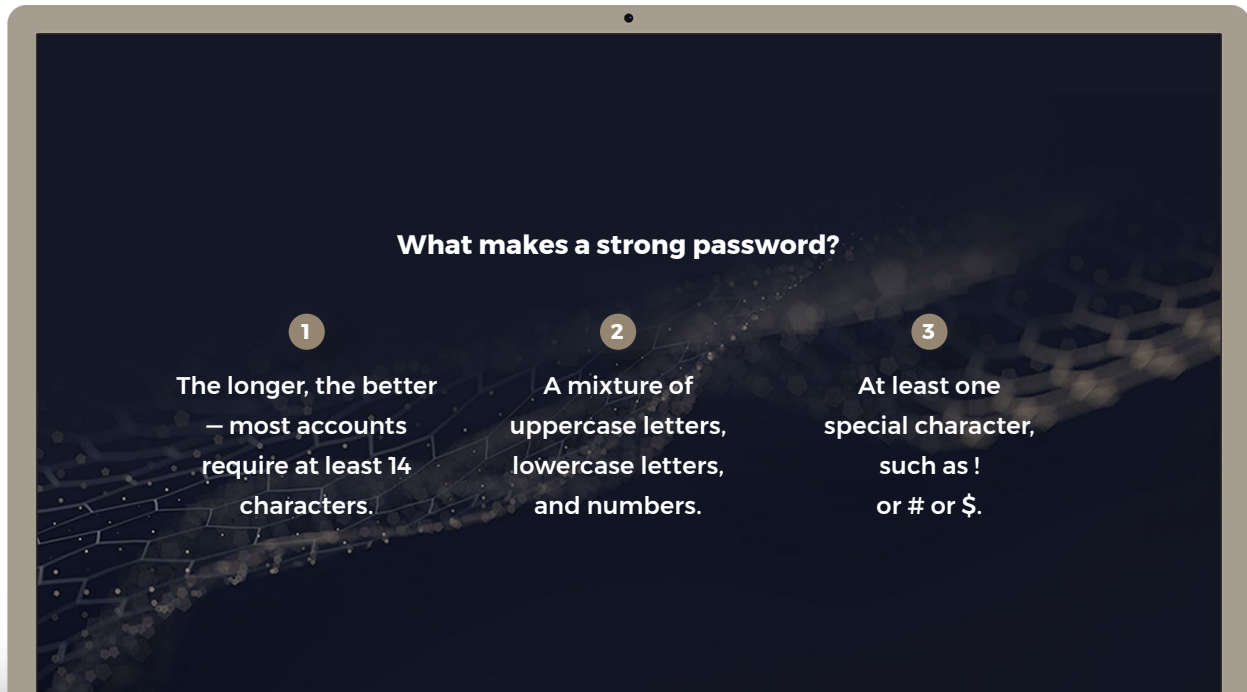 What makes a strong password?
1
The longer, the better
– most accounts
require at least 14
characters.
2
A mixture of
uppercase letters,
lowercase letters,
and numbers.
3
At least one
special character,
such as !
or # or $.